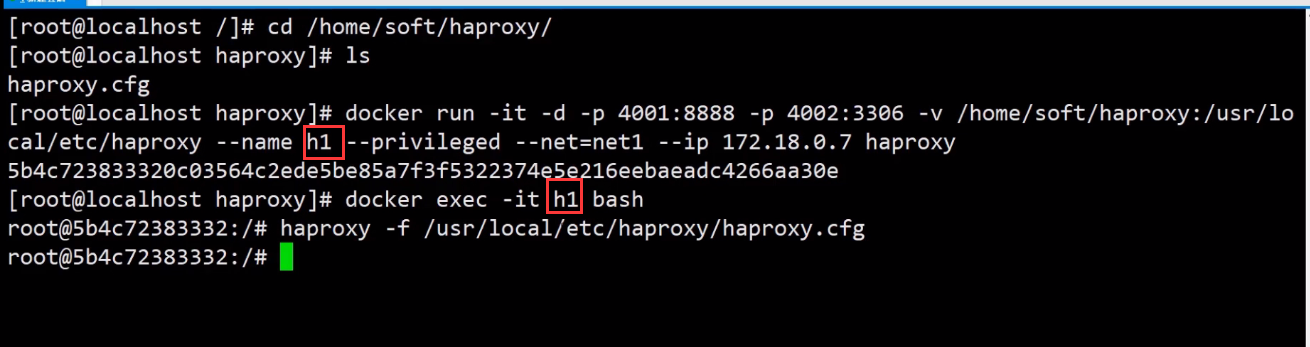 [root@localhost /]# cd /home/soft/haproxy/
[root@localhost haproxy]# ls
haproxy.cfg
[root@localhost haproxy]# docker run -it -d -p 4001:8888 -p 4002:3306 -v /home/soft/haproxy:/usr/lo
cal/etc/haproxy --name h1 --privileged --net=net1 --ip 172.18.0.7 haproxy
5b4c723833320c03564c2ede5be85a7f3f5322374e5e216eebaeadc4266aa30e
[root@localhost haproxy]# docker exec -it h1 bash
root@5b4c72383332:/# haproxy -f /usr/local/etc/haproxy/haproxy.cfg
root@5b4c72383332:/#